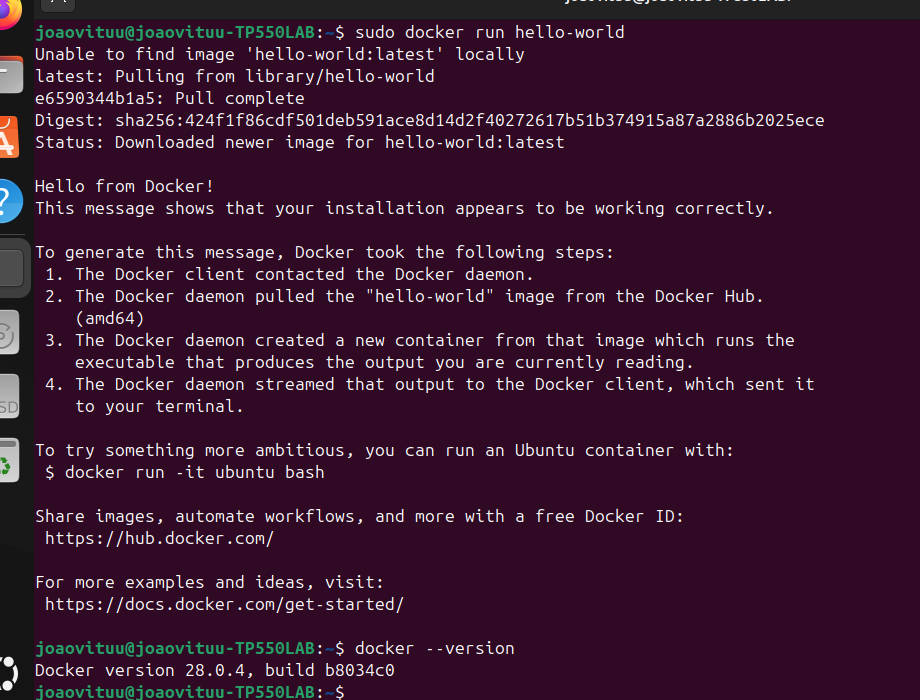 joaovituu@joaovituu-TP550LAB:~$ sudo docker run hello-world
Unable to find image 'hello-world:latest' locally
latest: Pulling from library/hello-world
e6590344b1a5: Pull complete
Digest: sha256:424f1f86cdf501deb591ace8d14d2f40272617b51b374915a87a2886b2025ece
Status: Downloaded newer image for hello-world:latest

Hello from Docker!
This message shows that your installation appears to be working correctly.

To generate this message, Docker took the following steps:
 1. The Docker client contacted the Docker daemon.
 2. The Docker daemon pulled the "hello-world" image from the Docker Hub.
    (amd64)
 3. The Docker daemon created a new container from that image which runs the
    executable that produces the output you are currently reading.
 4. The Docker daemon streamed that output to the Docker client, which sent it
    to your terminal.

To try something more ambitious, you can run an Ubuntu container with:
 $ docker run -it ubuntu bash

Share images, automate workflows, and more with a free Docker ID:
 https://hub.docker.com/

For more examples and ideas, visit:
 https://docs.docker.com/get-started/

joaovituu@joaovituu-TP550LAB:~$ docker --version
Docker version 28.0.4, build b8034c0
joaovituu@joaovituu-TP550LAB:~$